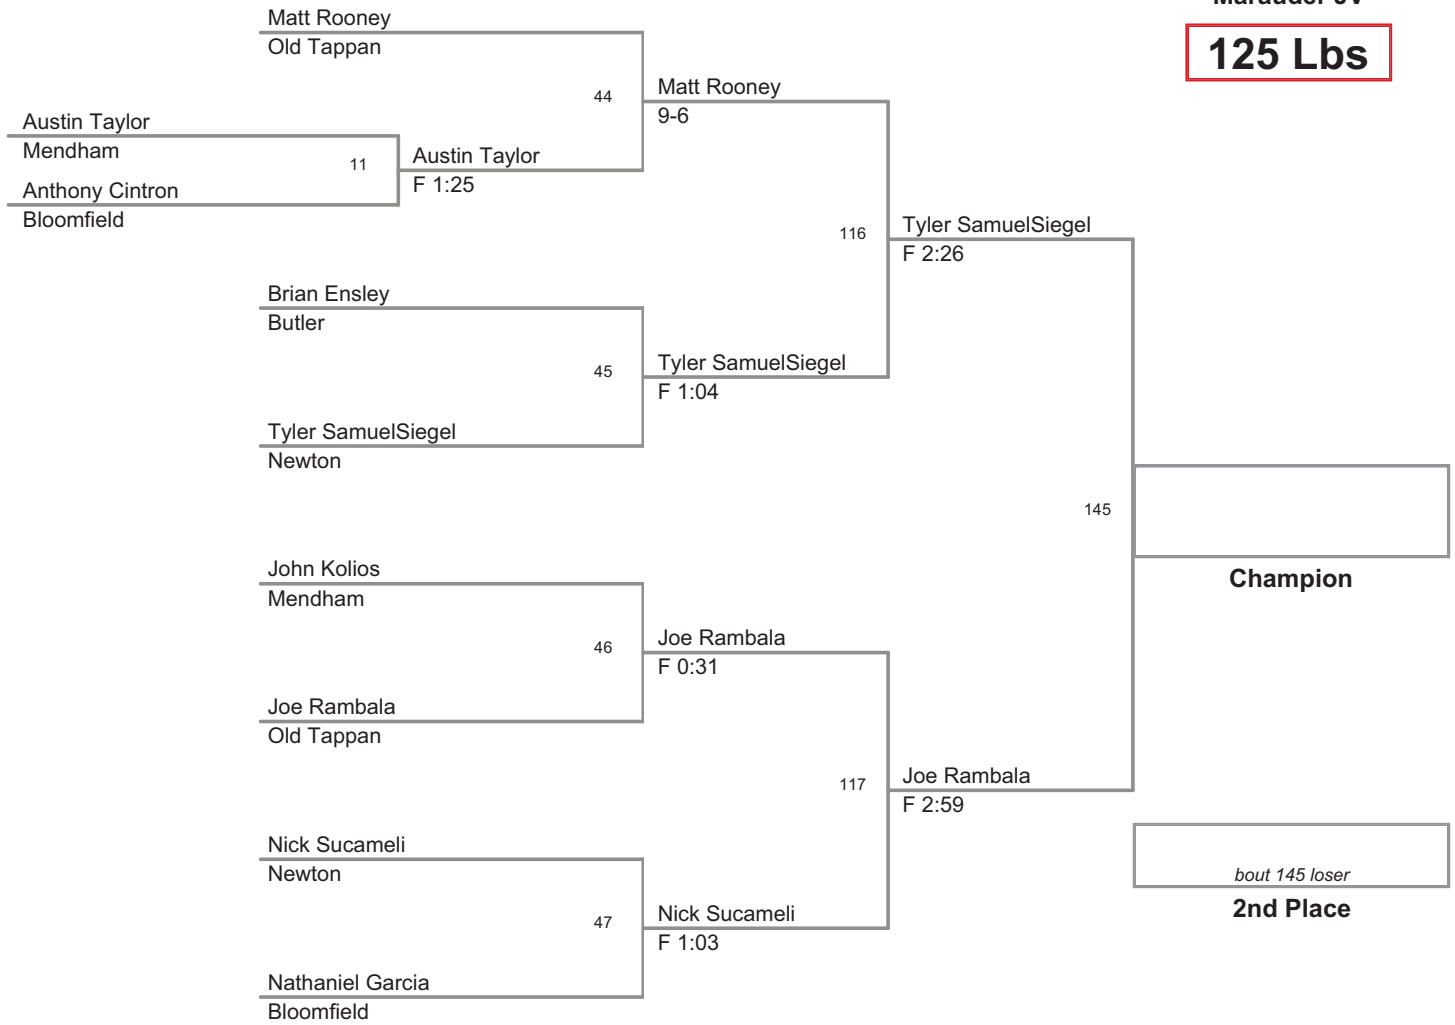 Marauder JV
125 Lbs
Matt Rooney
Old Tappan
44
Matt Rooney
9-6
Austin Taylor
Mendham
11
Austin Taylor
F 1:25
Anthony Cintron
Bloomfield
116
Tyler SamuelSiegel
F 2:26
Brian Ensley
Butler
45
Tyler SamuelSiegel
F 1:04
Tyler SamuelSiegel
Newton
145
Champion
John Kolios
Mendham
46
Joe Rambala
F 0:31
Joe Rambala
Old Tappan
117
Joe Rambala
F 2:59
Nick Sucameli
Newton
bout 145 loser
2nd Place
47
Nick Sucameli
F 1:03
Nathaniel Garcia
Bloomfield